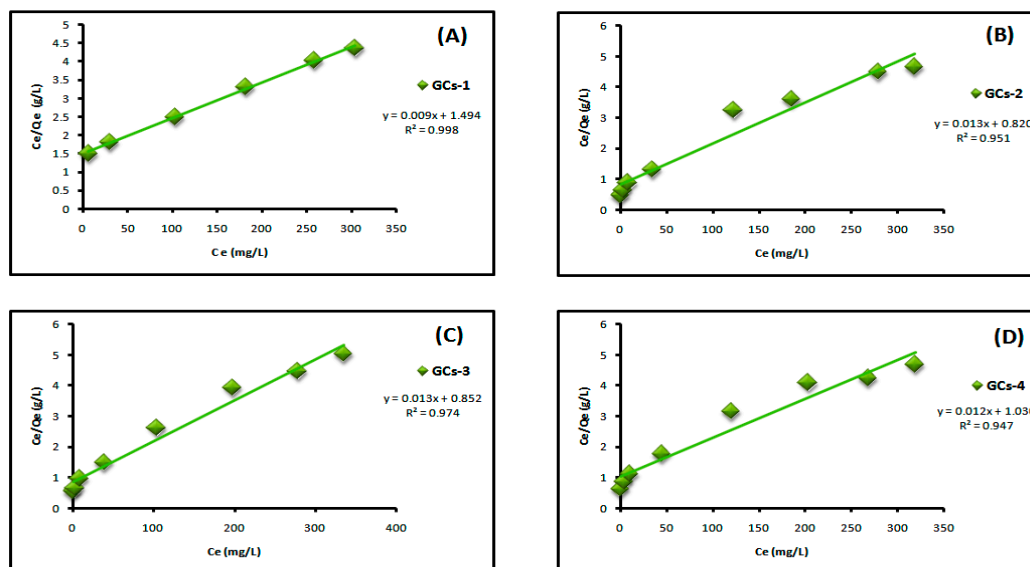 (A)
Ce/Qe (g/L)
5
4.5
4
3.5
3
2.5
2
1.5
1
0.5
0
0 50 100 150 200 250 300 350
Ce (mg/L)
GCs-1
y = 0.009x + 1.494
R² = 0.998
(B)
Ce/Qe (g/L)
6
5
4
3
2
1
0
0 50 100 150 200 250 300 350
Ce (mg/L)
GCs-2
y = 0.013x + 0.820
R² = 0.951
(C)
Ce/Qe (g/L)
6
5
4
3
2
1
0
0 100 200 300 400
Ce (mg/L)
GCs-3
y = 0.013x + 0.852
R² = 0.974
(D)
Ce/Qe (g/L)
6
5
4
3
2
1
0
0 50 100 150 200 250 300 350
Ce (mg/L)
GCs-4
y = 0.012x + 1.030
R² = 0.947